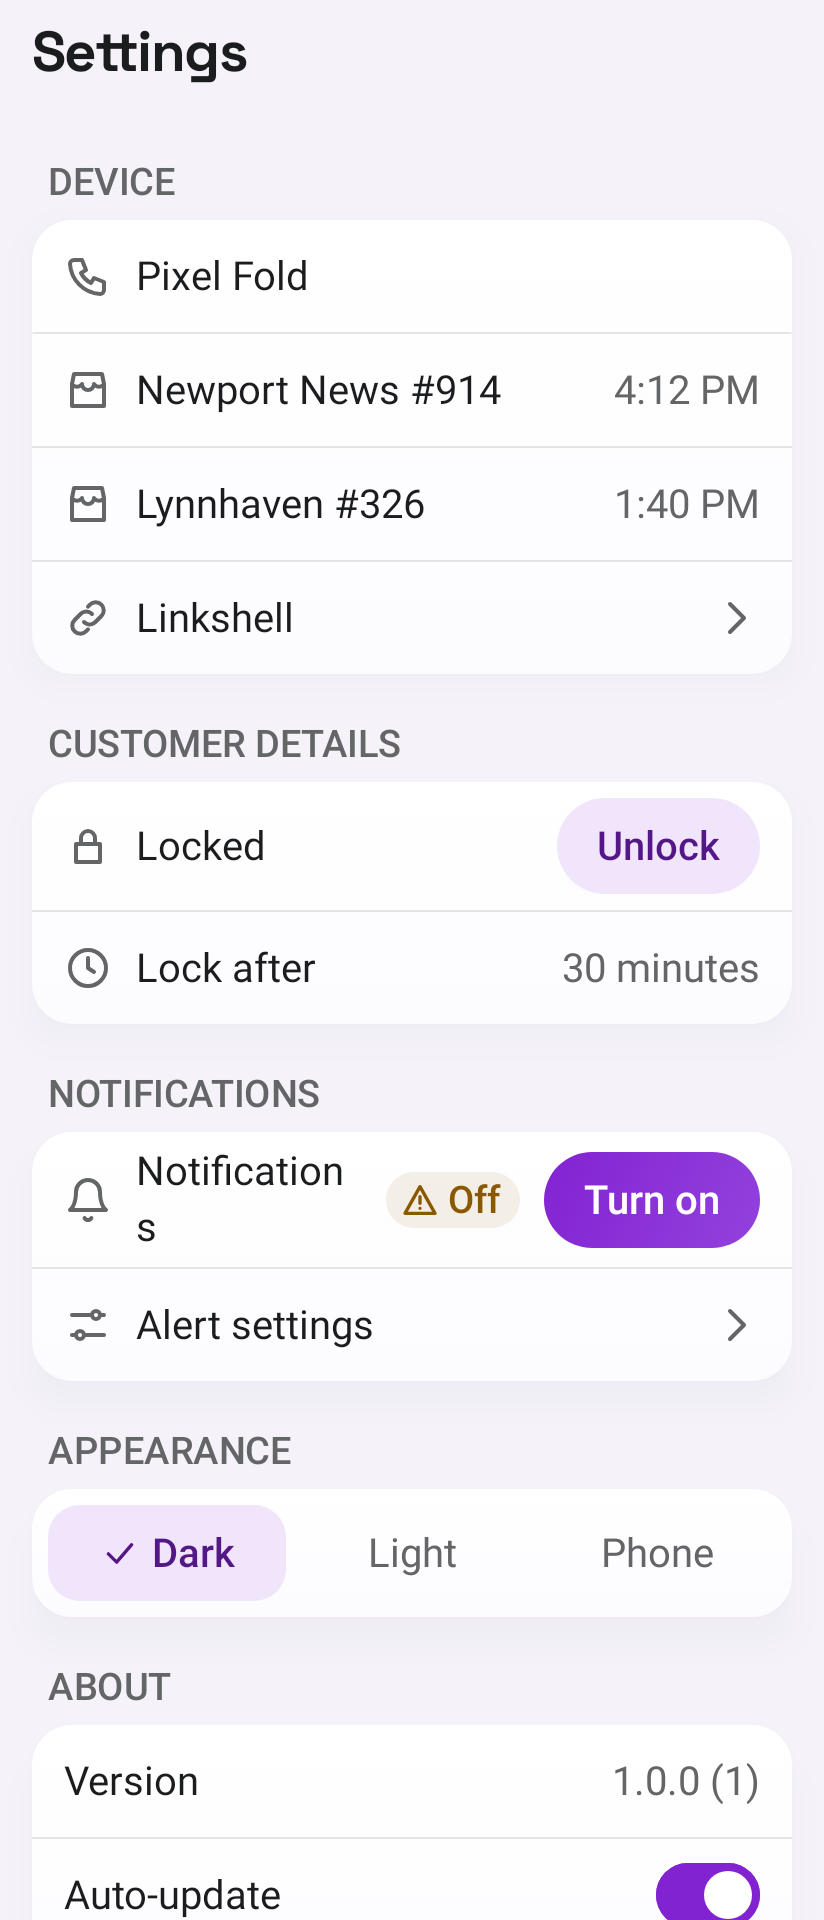 Settings
DEVICE
Pixel Fold
Newport News #914 4:12 PM
Lynnhaven #326 1:40 PM
Linkshell
CUSTOMER DETAILS
Locked Unlock
Lock after 30 minutes
NOTIFICATIONS
Notification
s
Off Turn on
Alert settings
APPEARANCE
Dark Light Phone
ABOUT
Version 1.0.0 (1)
Auto-update